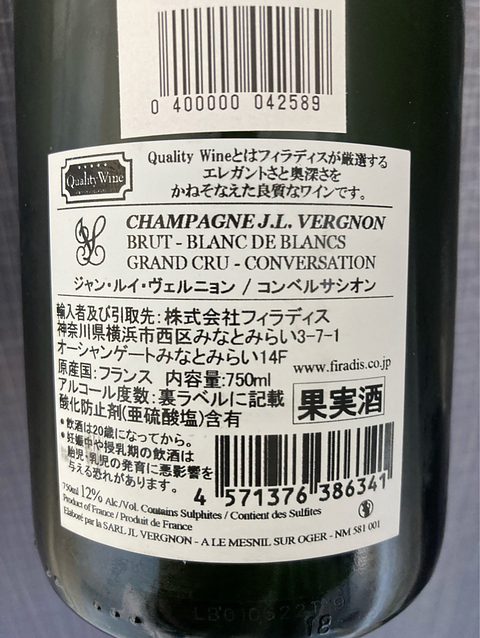 0 400000 042589
Quality Wine
Quality Wineとはフィラディスが厳選する
エレガントさと奥深さを
かねそなえた良質なワインです。
CHAMPAGNE J.L. VERGNON
BRUT - BLANC DE BLANCS
GRAND CRU - CONVERSATION
ジャン・ルイ・ヴェルニョン / コンベルサシオン
輸入者及び引取先：株式会社フィラディス
神奈川県横浜市西区みなとみらい3-7-1
オーシャンゲートみなとみらい14F
www.firadis.co.jp
原産国：フランス 内容量：750ml
アルコール度数：裏ラベルに記載
酸化防止剤(亜硫酸塩)含有
果実酒
・飲酒は20歳になってから。
・妊娠中や授乳期の飲酒は
胎児・乳児の発育に悪影響を
与える恐れがあります。
4 571376 386341
750ml 12% Alc/Vol. Contains Sulphites / Contient des Sulfites
Product of France / Produit de France
Elaboré par la SARL JL VERGNON - A LE MESNIL SUR OGER - NM 581 001